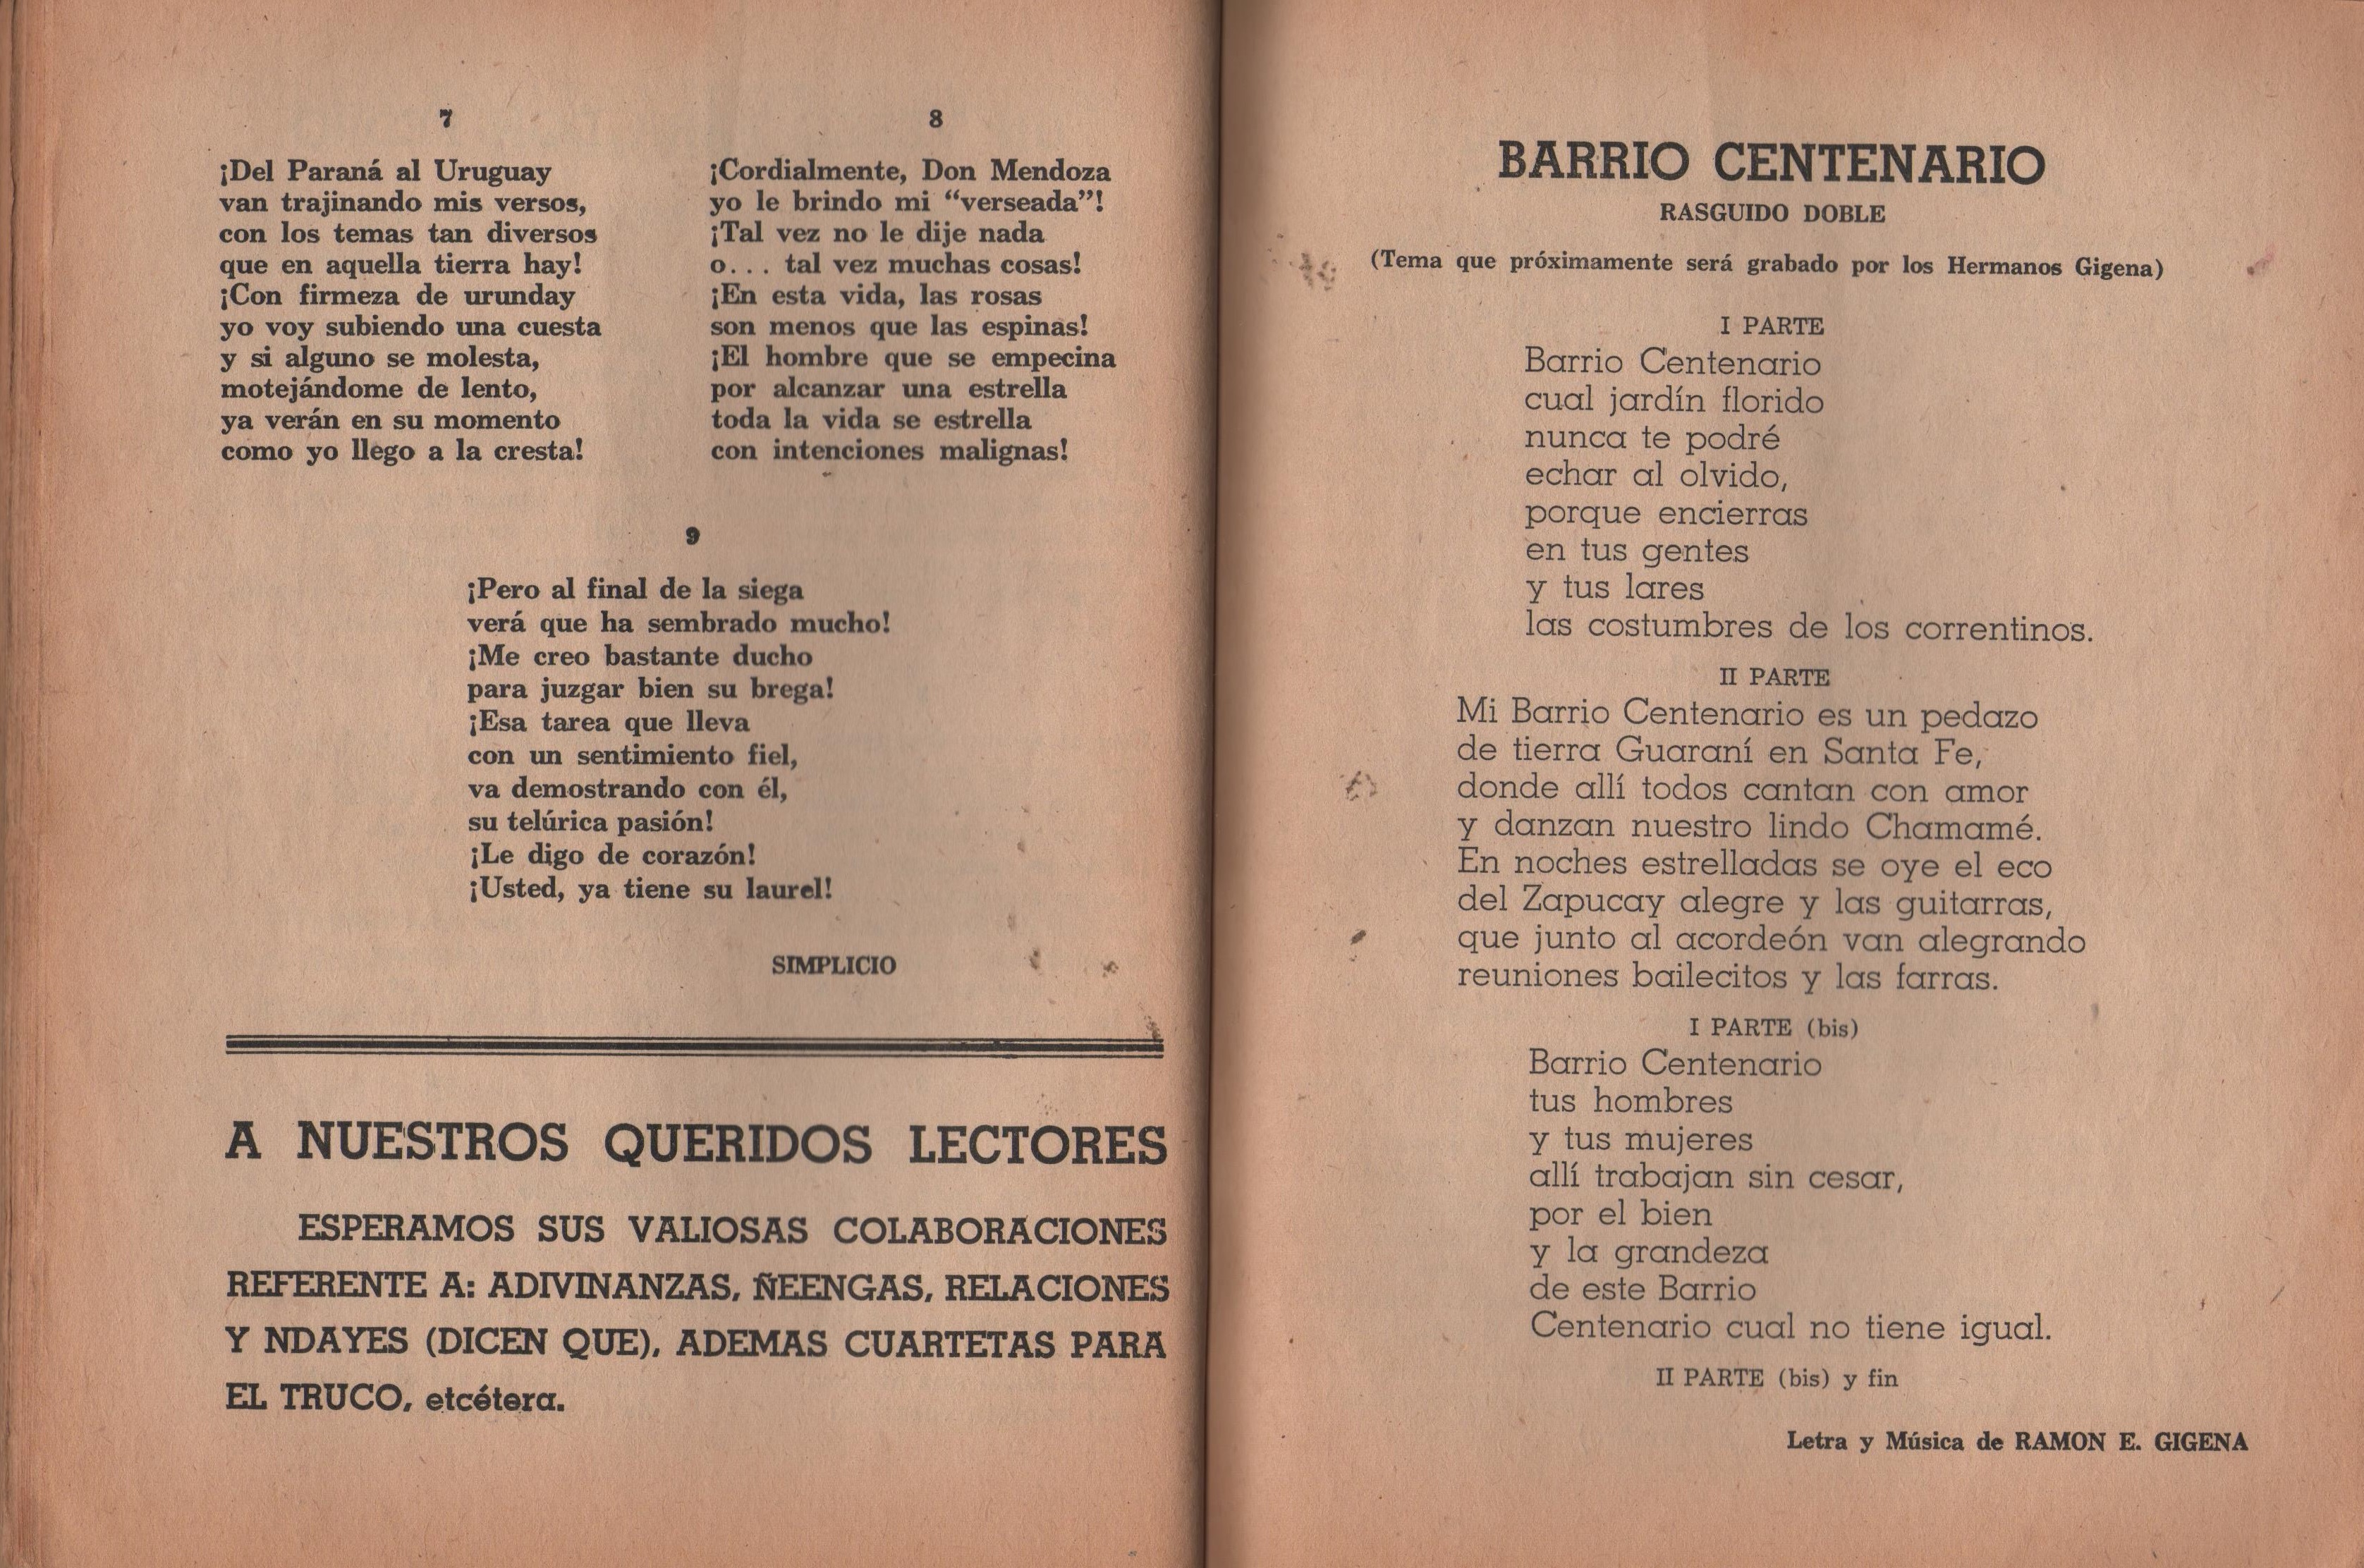 7
¡Del Paraná al Uruguay
van trajinando mis versos,
con los temas tan diversos
que en aquella tierra hay!
¡Con firmeza de urunday
yo voy subiendo una cuesta
y si alguno se molesta,
motejándome de lento,
ya verán en su momento
como yo llego a la cresta!
8
¡Cordialmente, Don Mendoza
yo le brindo mi “verseada”!
¡Tal vez no le dije nada
o... tal vez muchas cosas!
¡En esta vida, las rosas
son menos que las espinas!
¡El hombre que se empecina
por alcanzar una estrella
toda la vida se estrella
con intenciones malignas!
9
¡Pero al final de la siega
verá que ha sembrado mucho!
¡Me creo bastante ducho
para juzgar bien su brega!
¡Esa tarea que lleva
con un sentimiento fiel,
va demostrando con él,
su telúrica pasión!
¡Le digo de corazón!
¡Usted, ya tiene su laurel!
SIMPLICIO
A NUESTROS QUERIDOS LECTORES
ESPERAMOS SUS VALIOSAS COLABORACIONES
REFERENTE A: ADIVINANZAS, ÑEENGAS, RELACIONES
Y NDAYES (DICEN QUE), ADEMAS CUARTETAS PARA
EL TRUCO, etcétera.
BARRIO CENTENARIO
RASGUIDO DOBLE
(Tema que próximamente será grabado por los Hermanos Gigena)
I PARTE
Barrio Centenario
cual jardín florido
nunca te podré
echar al olvido,
porque encierras
en tus gentes
y tus lares
las costumbres de los correntinos.
II PARTE
Mi Barrio Centenario es un pedazo
de tierra Guaraní en Santa Fe,
donde allí todos cantan con amor
y danzan nuestro lindo Chamamé.
En noches estrelladas se oye el eco
del Zapucay alegre y las guitarras,
que junto al acordeón van alegrando
reuniones bailecitos y las farras.
I PARTE (bis)
Barrio Centenario
tus hombres
y tus mujeres
allí trabajan sin cesar,
por el bien
y la grandeza
de este Barrio
Centenario cual no tiene igual.
II PARTE (bis) y fin
Letra y Música de RAMON E. GIGENA